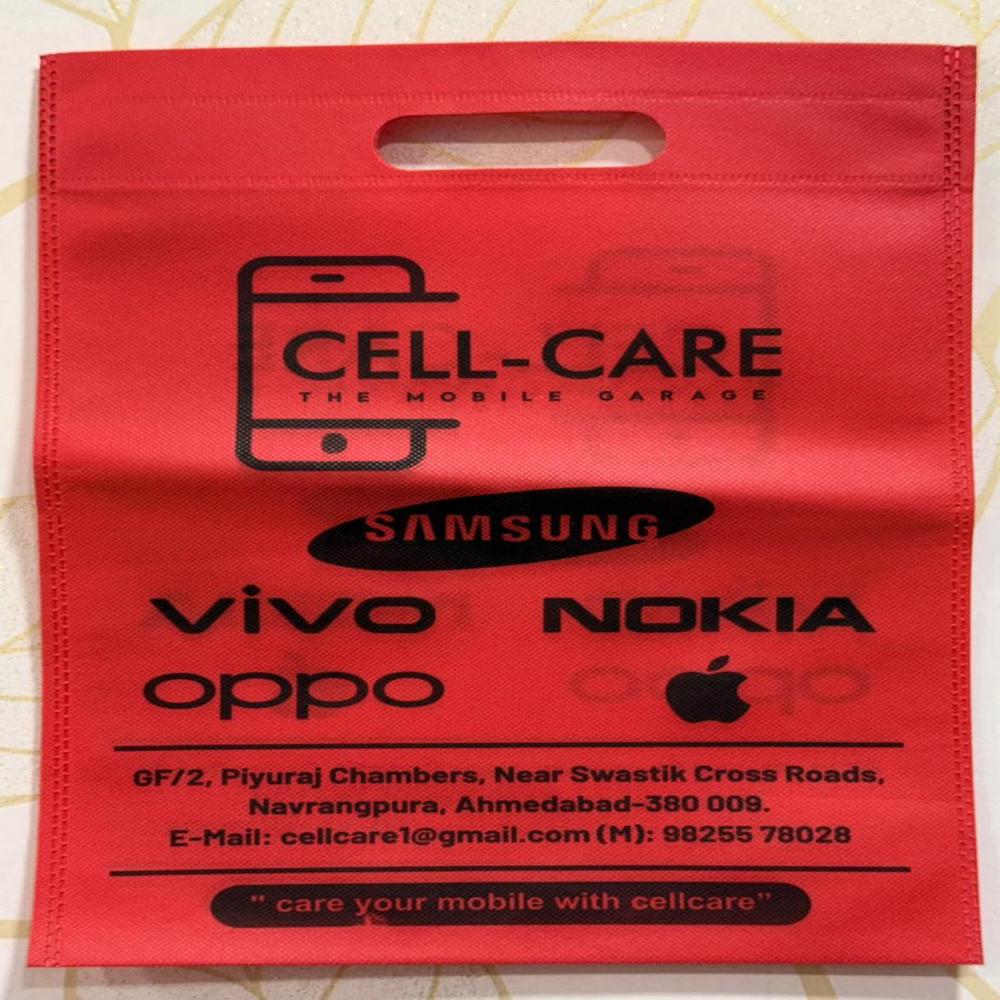 CELL-CARE
THE MOBILE GARAGE
SAMSUNG
vivo NOKIA
oppo
GF/2, Piyuraj Chambers, Near Swastik Cross Roads,
Navrangpura, Ahmedabad-380 009.
E-Mail: cellcare1@gmail.com (M): 98255 78028
" care your mobile with cellcare”